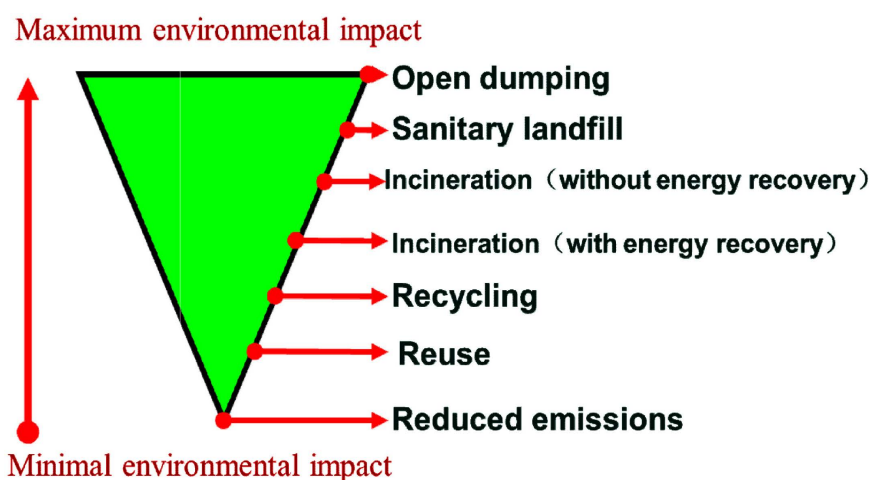 Maximum environmental impact
Open dumping
Sanitary landfill
Incineration（without energy recovery）
Incineration（with energy recovery）
Recycling
Reuse
Reduced emissions
Minimal environmental impact